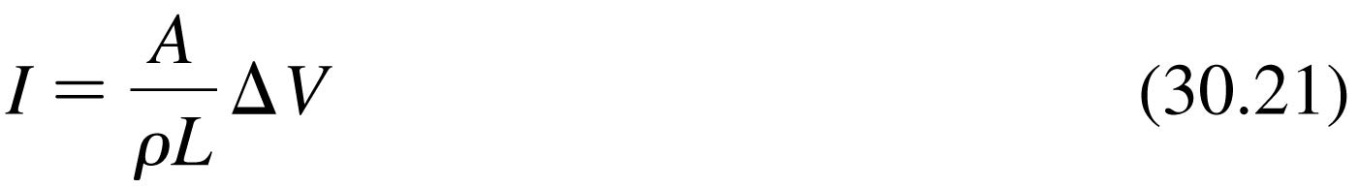 I = A/ρL ΔV (30.21)